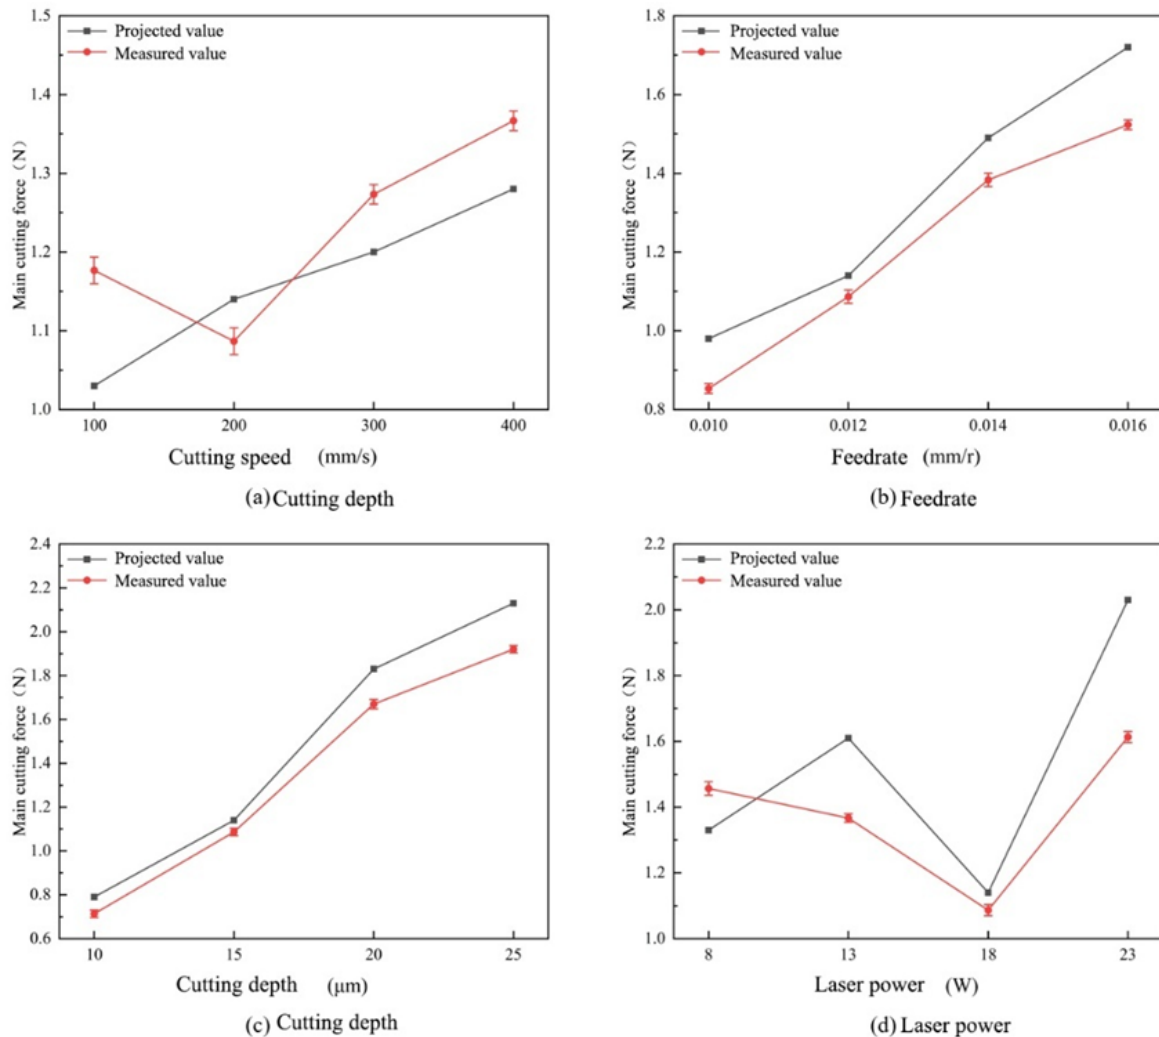 1.5
1.4
1.3
1.2
1.1
1.0
Main cutting force（N）
Projected value
Measured value
100 200 300 400
Cutting speed (mm/s)
(a) Cutting depth
1.8
1.6
1.4
1.2
1.0
0.8
Main cutting force（N）
Projected value
Measured value
0.010 0.012 0.014 0.016
Feedrate (mm/r)
(b) Feedrate
2.4
2.2
2.0
1.8
1.6
1.4
1.2
1.0
0.8
0.6
Main cutting force（N）
Projected value
Measured value
10 15 20 25
Cutting depth (μm)
(c) Cutting depth
2.2
2.0
1.8
1.6
1.4
1.2
1.0
Main cutting force（N）
Projected value
Measured value
8 13 18 23
Laser power (W)
(d) Laser power